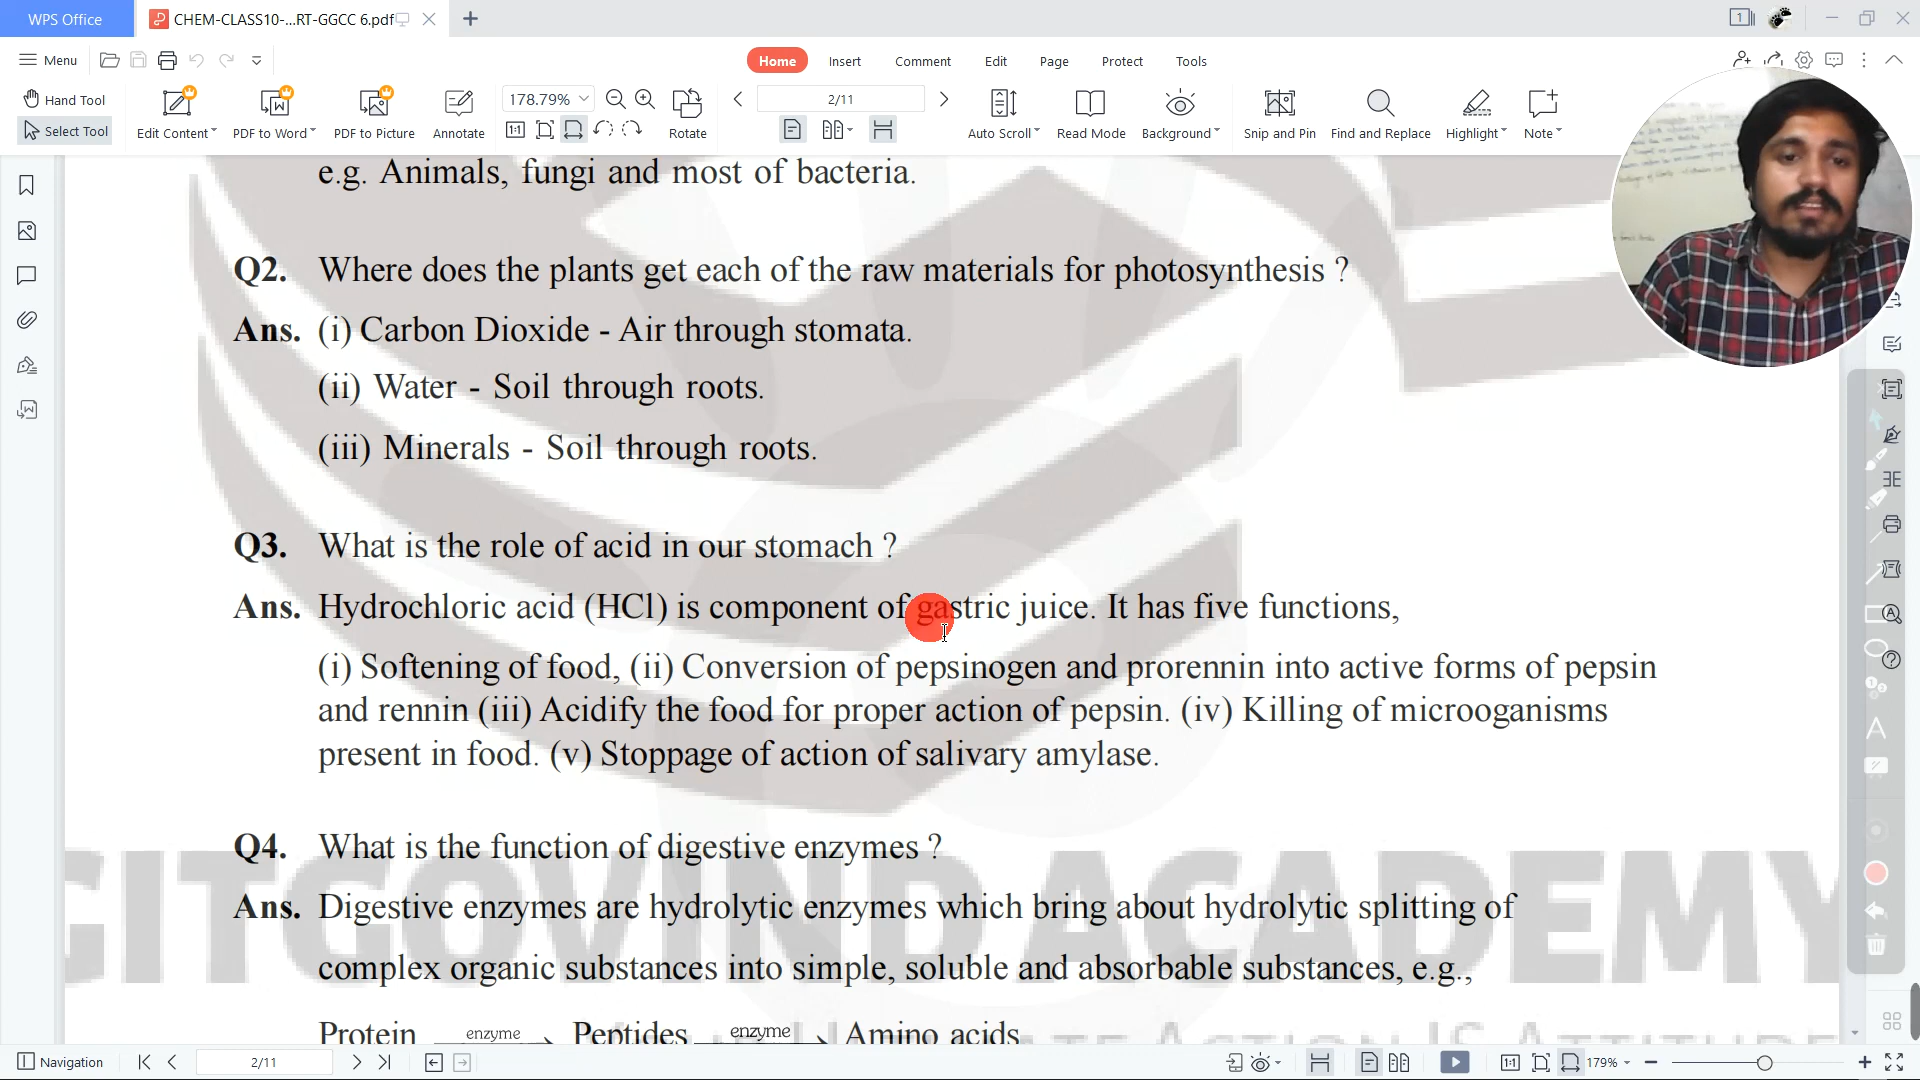 WPS Office
CHEM-CLASS10-...RT-GGCC 6.pdf
Menu
Home Insert Comment Edit Page Protect Tools
Hand Tool
Select Tool
Edit Content PDF to Word PDF to Picture Annotate
178.79%
Rotate
2/11
Auto Scroll Read Mode Background Snip and Pin Find and Replace Highlight Note
e.g. Animals, fungi and most of bacteria.
Q2. Where does the plants get each of the raw materials for photosynthesis ?
Ans. (i) Carbon Dioxide - Air through stomata.
(ii) Water - Soil through roots.
(iii) Minerals - Soil through roots.
Q3. What is the role of acid in our stomach ?
Ans. Hydrochloric acid (HCl) is component of gastric juice. It has five functions,
(i) Softening of food, (ii) Conversion of pepsinogen and prorennin into active forms of pepsin
and rennin (iii) Acidify the food for proper action of pepsin. (iv) Killing of microoganisms
present in food. (v) Stoppage of action of salivary amylase.
Q4. What is the function of digestive enzymes ?
GITGOVIND ACADEMY
Ans. Digestive enzymes are hydrolytic enzymes which bring about hydrolytic splitting of
complex organic substances into simple, soluble and absorbable substances, e.g.,
Protein enzyme Peptides enzyme Amino acids
Navigation 2/11 179%